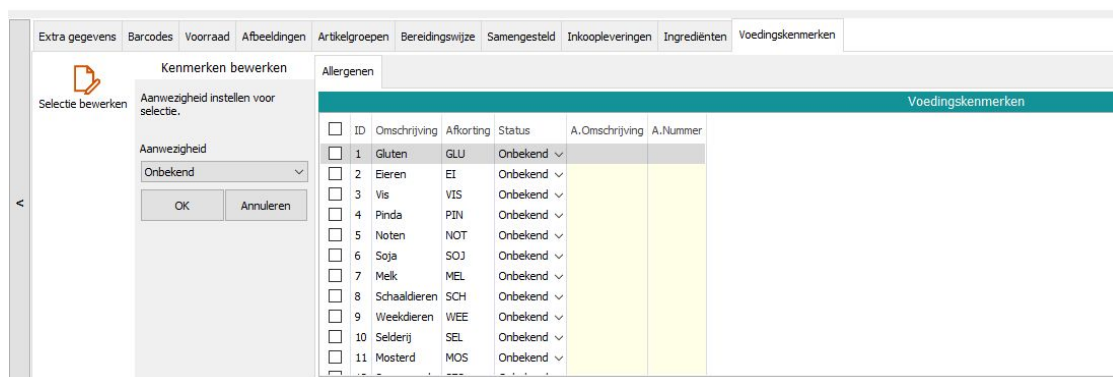 Extra gegevens Barcodes Voorraad Afbeeldingen Artikelgroepen Bereidingswijze Samengesteld Inkoopleveringen Ingrediënten Voedingskenmerken
Selectie bewerken
Kenmerken bewerken
Aanwezigheid instellen voor
selectie.
Aanwezigheid
Onbekend
OK Annuleren
<
Allergenen
Voedingskenmerken
ID Omschrijving Afkorting Status A.Omschrijving A.Nummer
1 Gluten GLU Onbekend
2 Eieren EI Onbekend
3 Vis VIS Onbekend
4 Pinda PIN Onbekend
5 Noten NOT Onbekend
6 Soja SOJ Onbekend
7 Melk MEL Onbekend
8 Schaaldieren SCH Onbekend
9 Weekdieren WEE Onbekend
10 Selderij SEL Onbekend
11 Mosterd MOS Onbekend